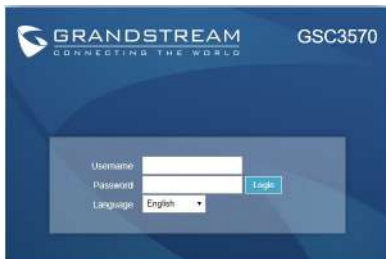 GRANDSTREAM GSC3570
CONNECTING THE WORLD
Username
Password Login
Language English